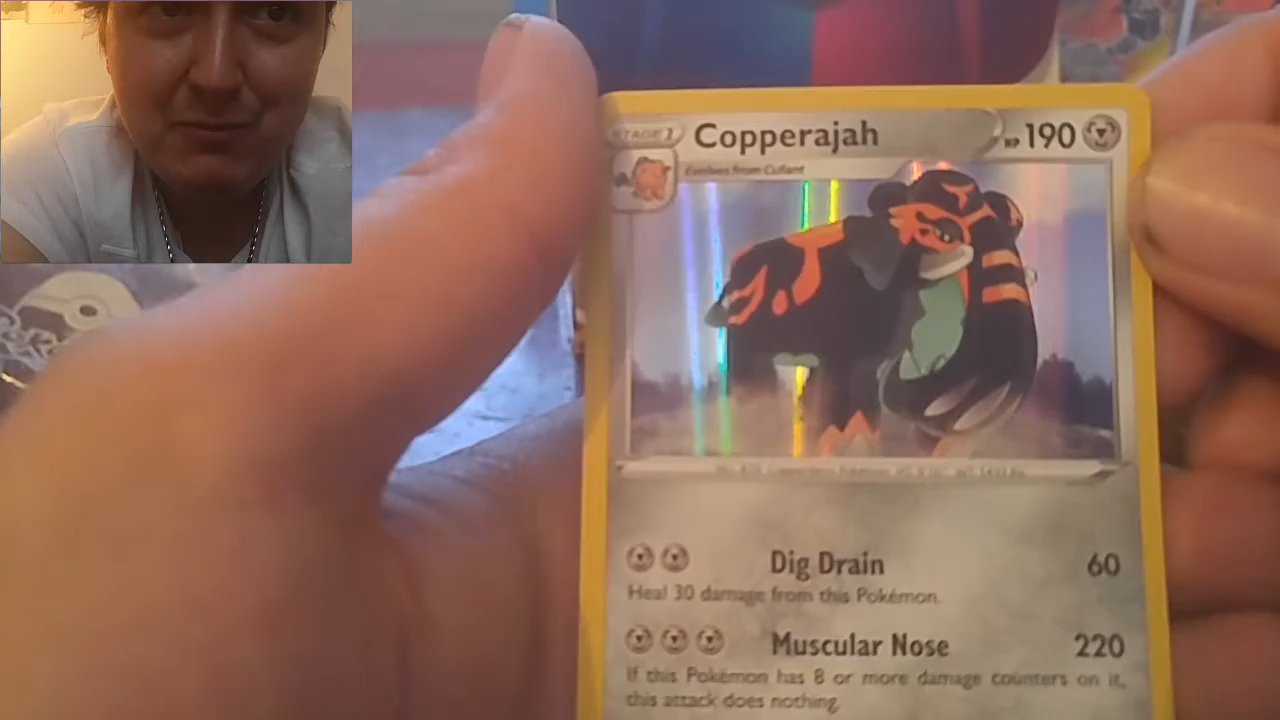 STAGE 1
Copperajah
HP 190
Evolves from Cufant
Dig Drain 60
Heal 30 damage from this Pokémon.
Muscular Nose 220
If this Pokémon has 8 or more damage counters on it,
this attack does nothing.